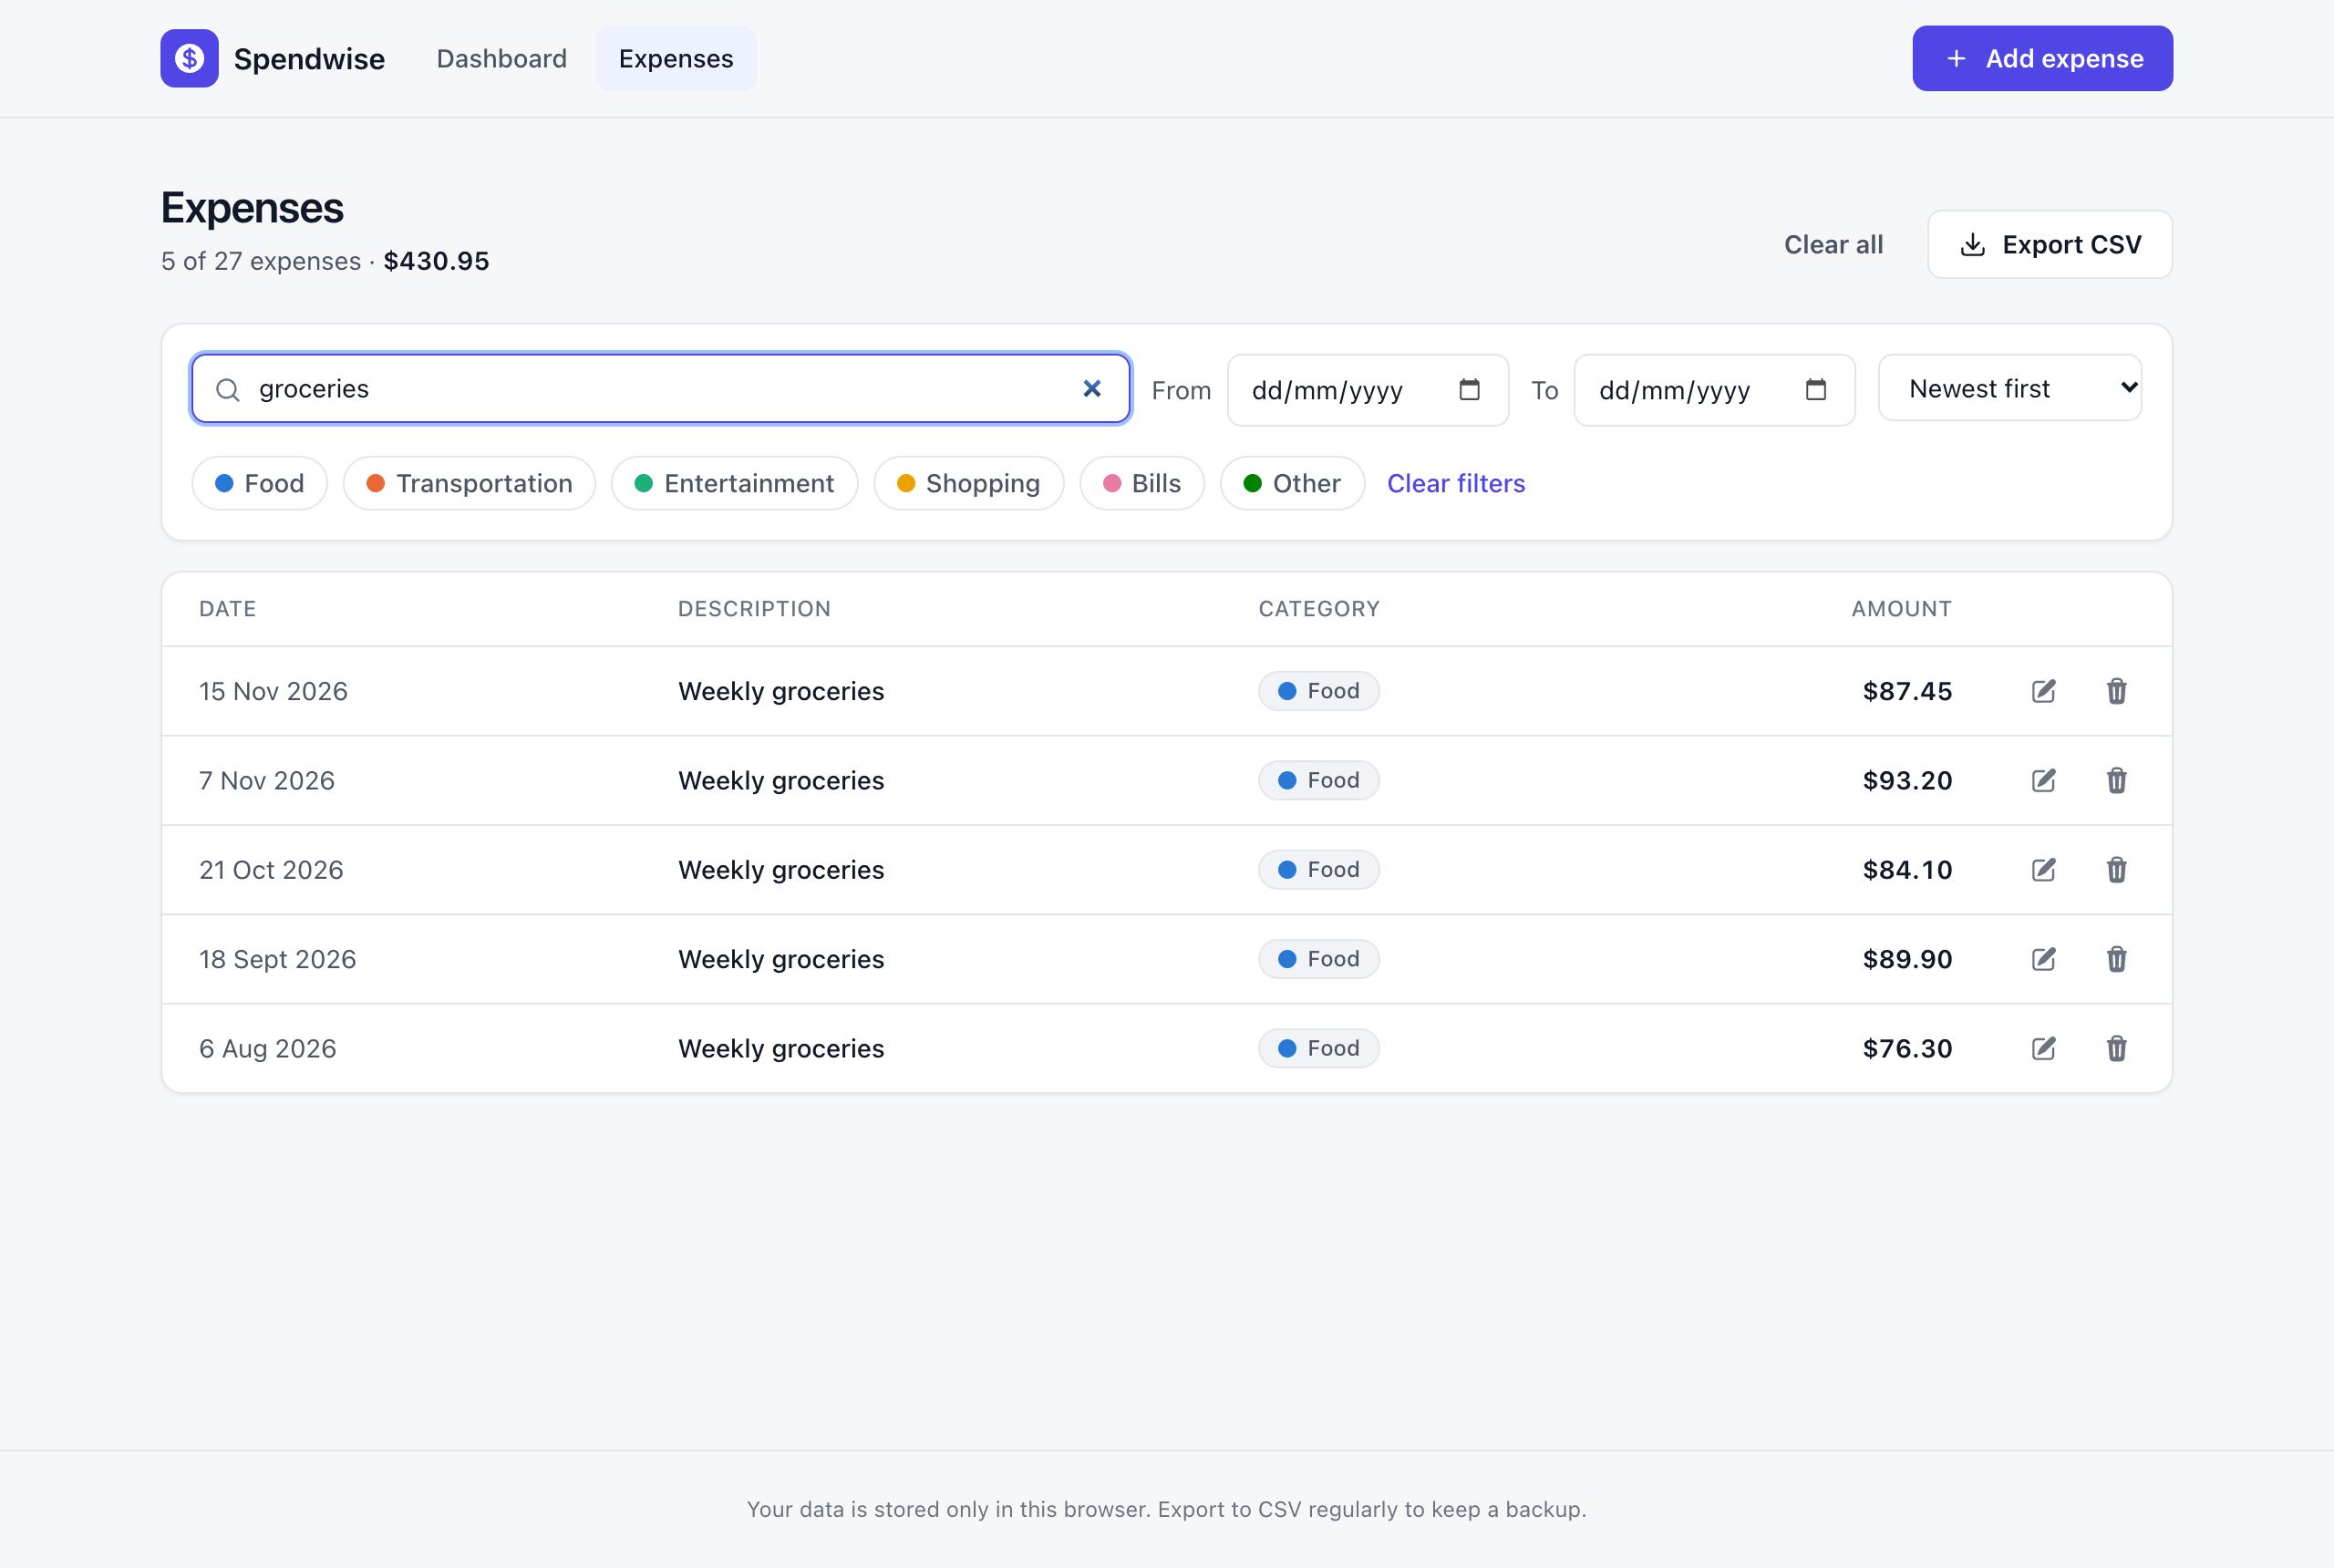 Spendwise Dashboard Expenses + Add expense
Expenses
5 of 27 expenses · $430.95
Clear all Export CSV
groceries From dd/mm/yyyy To dd/mm/yyyy Newest first
Food Transportation Entertainment Shopping Bills Other Clear filters
DATE DESCRIPTION CATEGORY AMOUNT
15 Nov 2026 Weekly groceries Food $87.45
7 Nov 2026 Weekly groceries Food $93.20
21 Oct 2026 Weekly groceries Food $84.10
18 Sept 2026 Weekly groceries Food $89.90
6 Aug 2026 Weekly groceries Food $76.30
Your data is stored only in this browser. Export to CSV regularly to keep a backup.